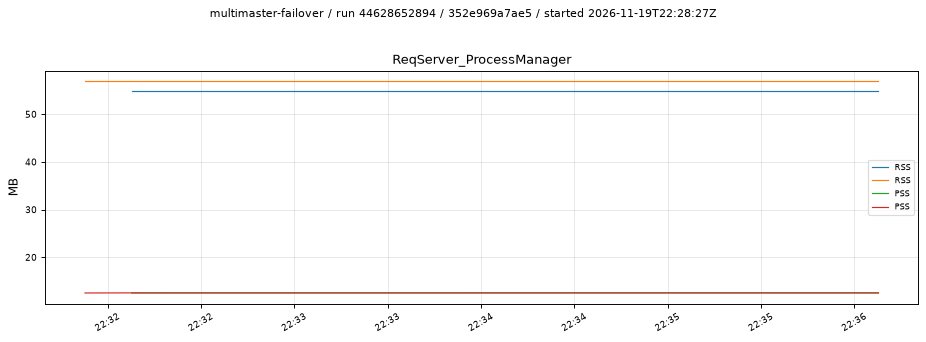 multimaster-failover / run 44628652894 / 352e969a7ae5 / started 2026-11-19T22:28:27Z
ReqServer_ProcessManager
MB
50
40
30
20
RSS
RSS
PSS
PSS
22:32
22:32
22:33
22:33
22:34
22:34
22:35
22:35
22:36